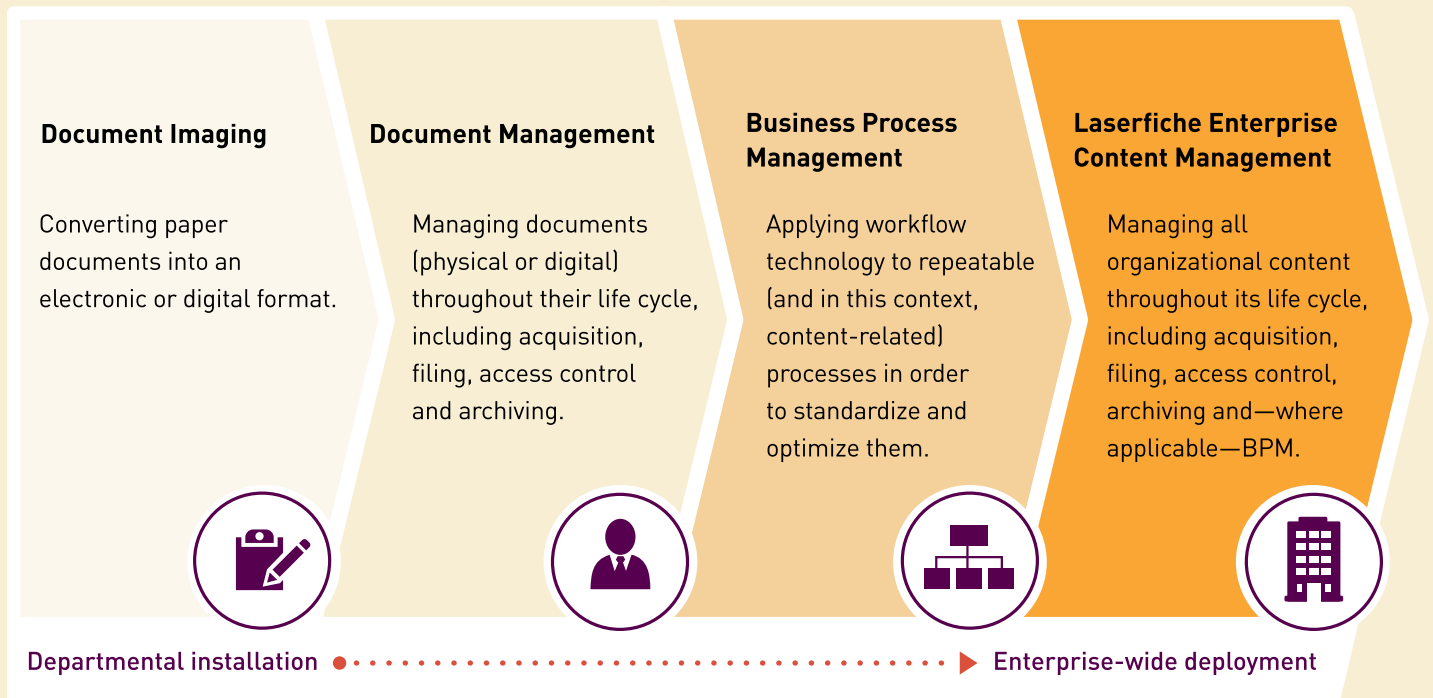 Document Imaging
Converting paper
documents into an
electronic or digital format.
Document Management
Managing documents
(physical or digital)
throughout their life cycle,
including acquisition,
filing, access control
and archiving.
Business Process
Management
Applying workflow
technology to repeatable
(and in this context,
content-related)
processes in order
to standardize and
optimize them.
Laserfiche Enterprise
Content Management
Managing all
organizational content
throughout its life cycle,
including acquisition,
filing, access control,
archiving and—where
applicable—BPM.
Departmental installation
Enterprise-wide deployment